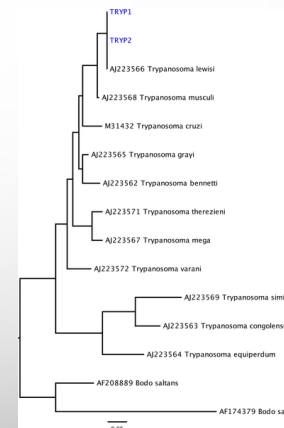 TRYP1
TRYP2
AJ223566 Trypanosoma lewisi
AJ223568 Trypanosoma musculi
M31432 Trypanosoma cruzi
AJ223565 Trypanosoma grayi
AJ223562 Trypanosoma bennetti
AJ223571 Trypanosoma therezieni
AJ223567 Trypanosoma mega
AJ223572 Trypanosoma varani
AJ223569 Trypanosoma simi
AJ223563 Trypanosoma congolens
AJ223564 Trypanosoma equiperdum
AF208889 Bodo saltans
AF174379 Bodo sa